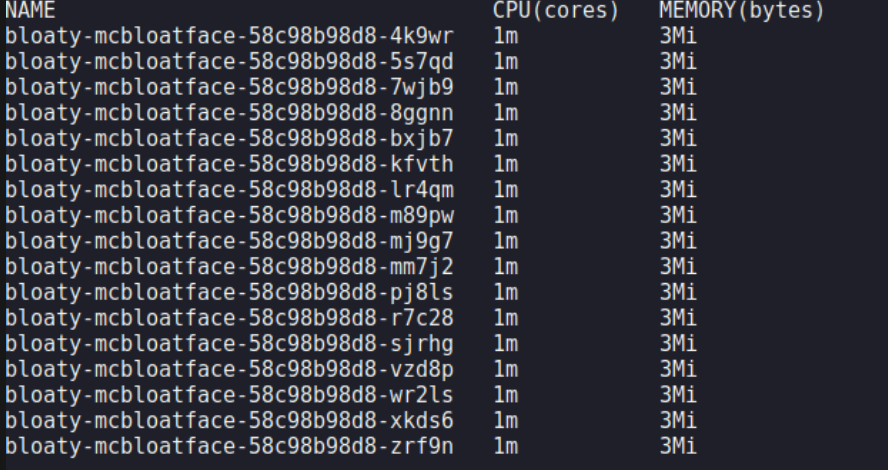 NAME CPU(cores) MEMORY(bytes)
bloaty-mcbloatface-58c98b98d8-4k9wr 1m 3Mi
bloaty-mcbloatface-58c98b98d8-5s7qd 1m 3Mi
bloaty-mcbloatface-58c98b98d8-7wjb9 1m 3Mi
bloaty-mcbloatface-58c98b98d8-8ggnn 1m 3Mi
bloaty-mcbloatface-58c98b98d8-bxjb7 1m 3Mi
bloaty-mcbloatface-58c98b98d8-kfvth 1m 3Mi
bloaty-mcbloatface-58c98b98d8-lr4qm 1m 3Mi
bloaty-mcbloatface-58c98b98d8-m89pw 1m 3Mi
bloaty-mcbloatface-58c98b98d8-mj9g7 1m 3Mi
bloaty-mcbloatface-58c98b98d8-mm7j2 1m 3Mi
bloaty-mcbloatface-58c98b98d8-pj8ls 1m 3Mi
bloaty-mcbloatface-58c98b98d8-r7c28 1m 3Mi
bloaty-mcbloatface-58c98b98d8-sjrhg 1m 3Mi
bloaty-mcbloatface-58c98b98d8-vzd8p 1m 3Mi
bloaty-mcbloatface-58c98b98d8-wr2ls 1m 3Mi
bloaty-mcbloatface-58c98b98d8-xkds6 1m 3Mi
bloaty-mcbloatface-58c98b98d8-zrf9n 1m 3Mi